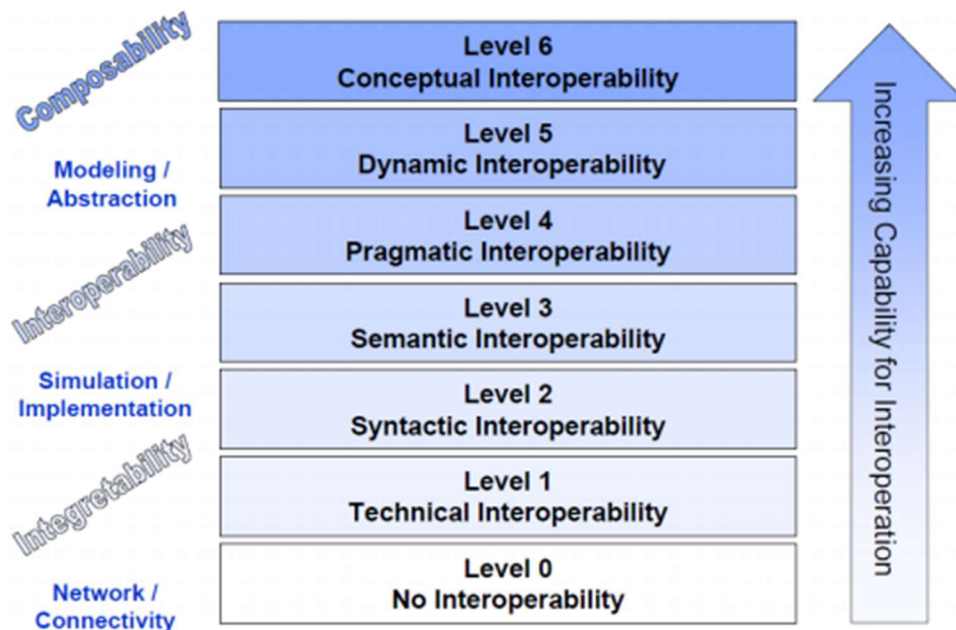 Composability
Modeling /
Abstraction
Interoperability
Simulation /
Implementation
Integretability
Network /
Connectivity
Level 6
Conceptual Interoperability
Level 5
Dynamic Interoperability
Level 4
Pragmatic Interoperability
Level 3
Semantic Interoperability
Level 2
Syntactic Interoperability
Level 1
Technical Interoperability
Level 0
No Interoperability
Increasing Capability for Interoperation